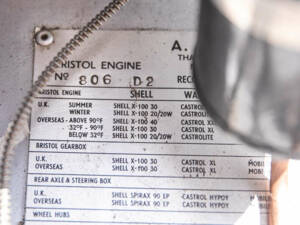 A.
BRISTOL ENGINE
Nº 806 D2
BRISTOL ENGINE SHELL
U.K. SUMMER SHELL X-100 30 CASTROLITE
WINTER SHELL X-100 20/20W CASTROLITE
OVERSEAS - ABOVE 90°F SHELL X-100 40 CASTROL
32°F - 90°F SHELL X-100 30 CASTROL XL
BELOW 32°F SHELL X-100 20/20W CASTROLITE
BRISTOL GEARBOX
U.K. SHELL X-100 30 CASTROL XL
OVERSEAS SHELL X-100 30 CASTROL XL
REAR AXLE & STEERING BOX
U.K. SHELL SPIRAX 90 EP CASTROL HYPOY
OVERSEAS SHELL SPIRAX 90 EP CASTROL HYPOY
WHEEL HUBS